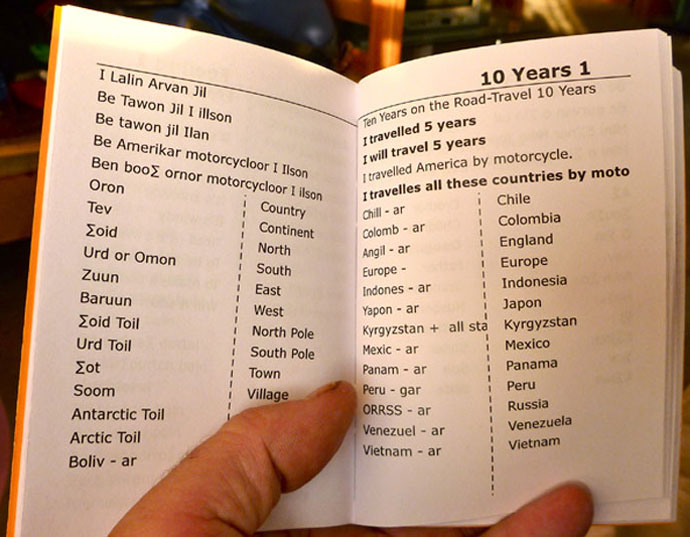 I Lalin Arvan Jil
Be Tawon Jil I illson
Be tawon jil Ilan
Be Amerikar motorcycloor I Ilson
Ben booΣ ornor motorcycloor I ilson
Oron Country
Tev Continent
Σoid North
Urd or Omon South
Zuun East
Baruun West
Σoid Toil North Pole
Urd Toil South Pole
Σot Town
Soom Village
Antarctic Toil
Arctic Toil
Boliv - ar
10 Years 1
Ten Years on the Road-Travel 10 Years
I travelled 5 years
I will travel 5 years
I travelled America by motorcycle.
I travelles all these countries by moto
Chill - ar Chile
Colomb - ar Colombia
Angil - ar England
Europe - Europe
Indones - ar Indonesia
Yapon - ar Japon
Kyrgyzstan + all sta Kyrgyzstan
Mexic - ar Mexico
Panam - ar Panama
Peru - gar Peru
ORRSS - ar Russia
Venezuel - ar Venezuela
Vietnam - ar Vietnam